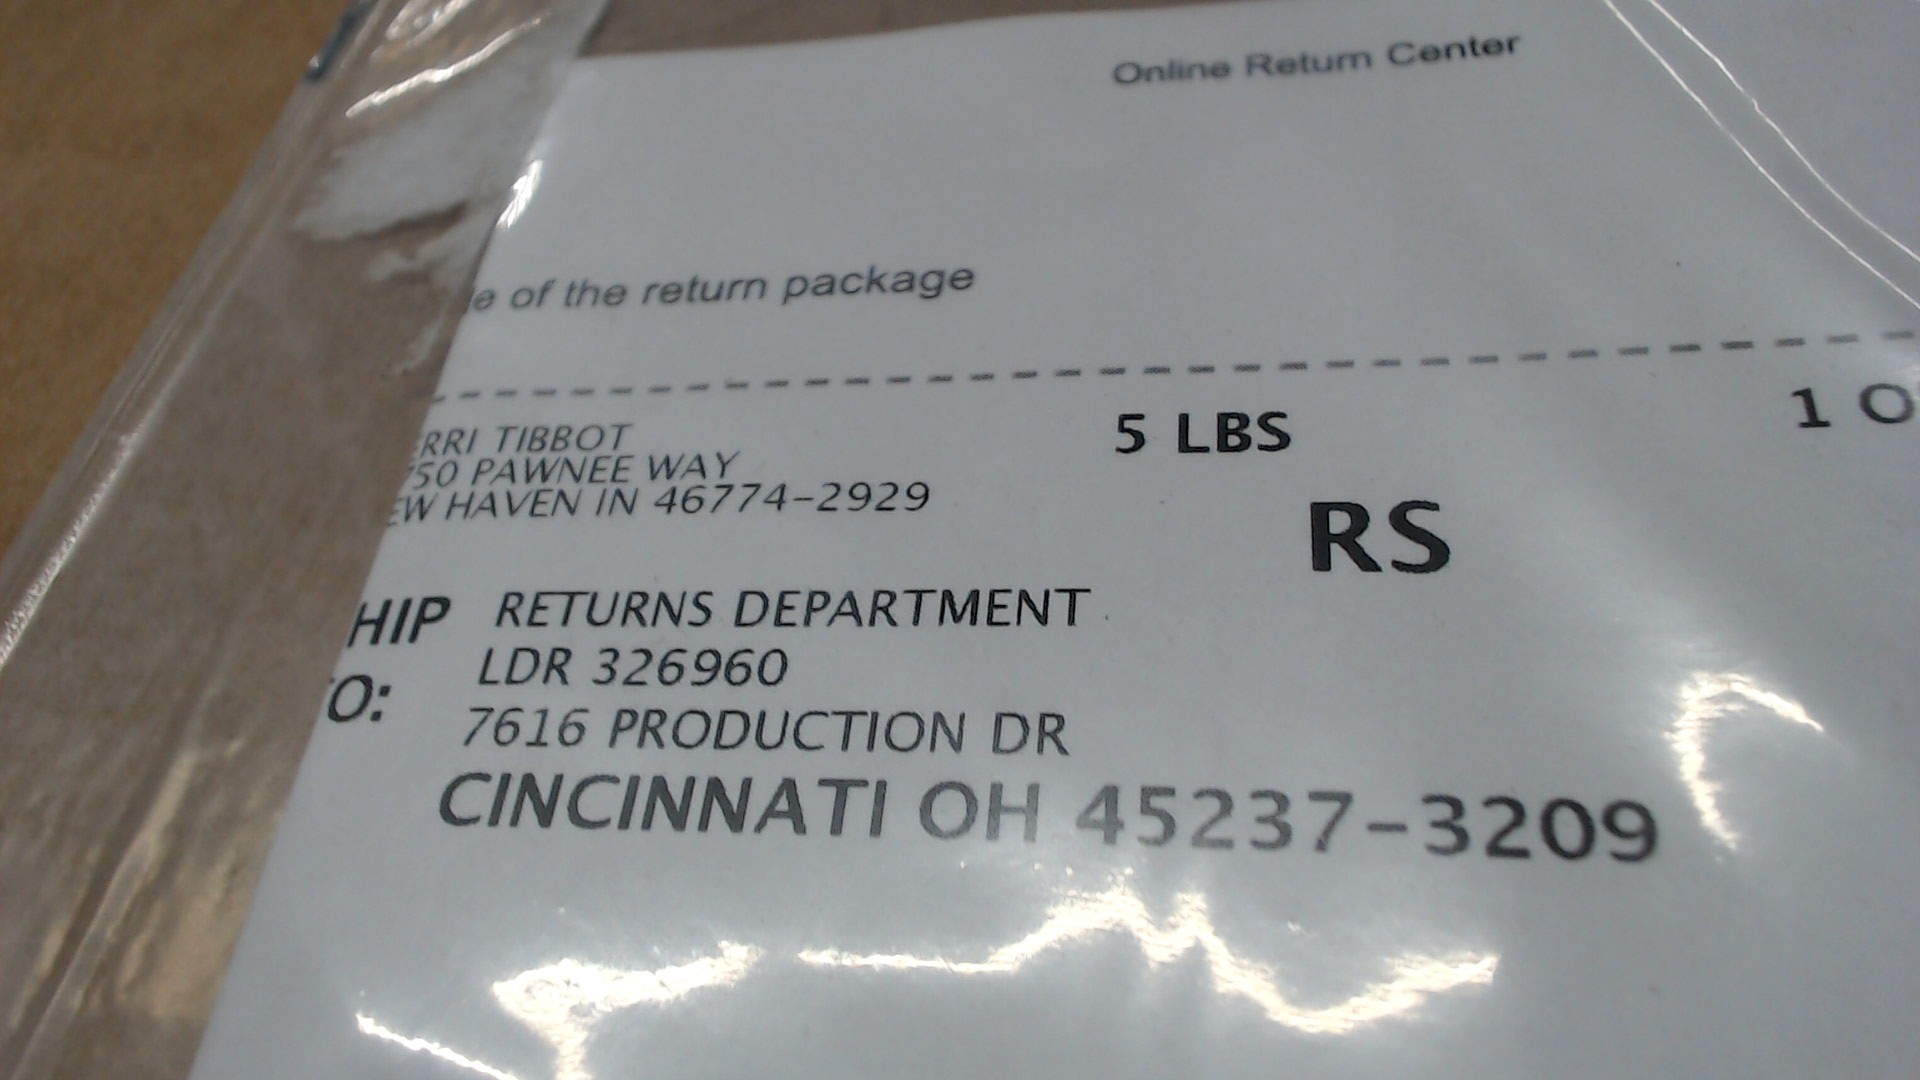 Online Return Center
e of the return package
RRI TIBBOT
750 PAWNEE WAY
EW HAVEN IN 46774-2929
5 LBS
1 O
RS
HIP
O:
RETURNS DEPARTMENT
LDR 326960
7616 PRODUCTION DR
CINCINNATI OH 45237-3209